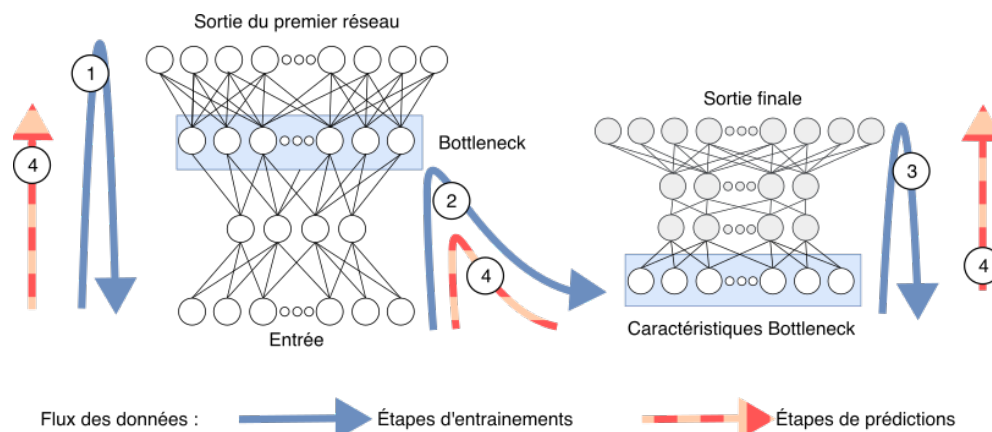 Sortie du premier réseau
1
4
Bottleneck
2
4
Entrée
Sortie finale
3
4
Caractéristiques Bottleneck
Flux des données :
Étapes d'entrainements
Étapes de prédictions